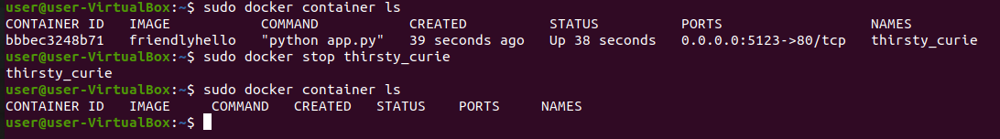 user@user-VirtualBox:~$ sudo docker container ls
CONTAINER ID   IMAGE           COMMAND           CREATED          STATUS          PORTS                  NAMES
bbbec3248b71   friendlyhello   "python app.py"   39 seconds ago   Up 38 seconds   0.0.0.0:5123->80/tcp   thirsty_curie
user@user-VirtualBox:~$ sudo docker stop thirsty_curie
thirsty_curie
user@user-VirtualBox:~$ sudo docker container ls
CONTAINER ID   IMAGE     COMMAND   CREATED   STATUS    PORTS     NAMES
user@user-VirtualBox:~$